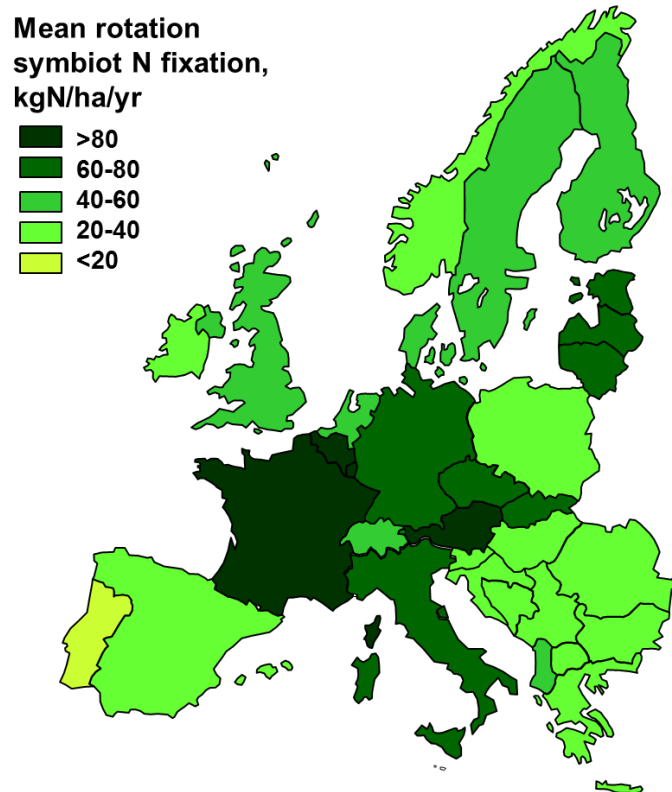 Mean rotation
symbiot N fixation,
kgN/ha/yr
>80
60-80
40-60
20-40
<20